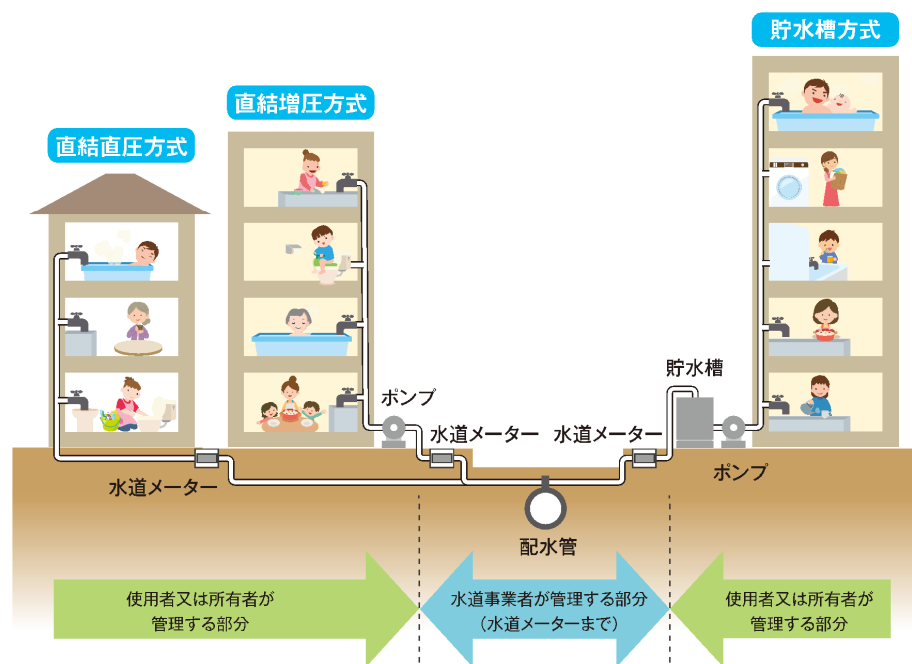 貯水槽方式
直結増圧方式
直結直圧方式
貯水槽
ポンプ
水道メーター
水道メーター
ポンプ
水道メーター
配水管
使用者又は所有者が
管理する部分
水道事業者が管理する部分
（水道メーターまで）
使用者又は所有者が
管理する部分